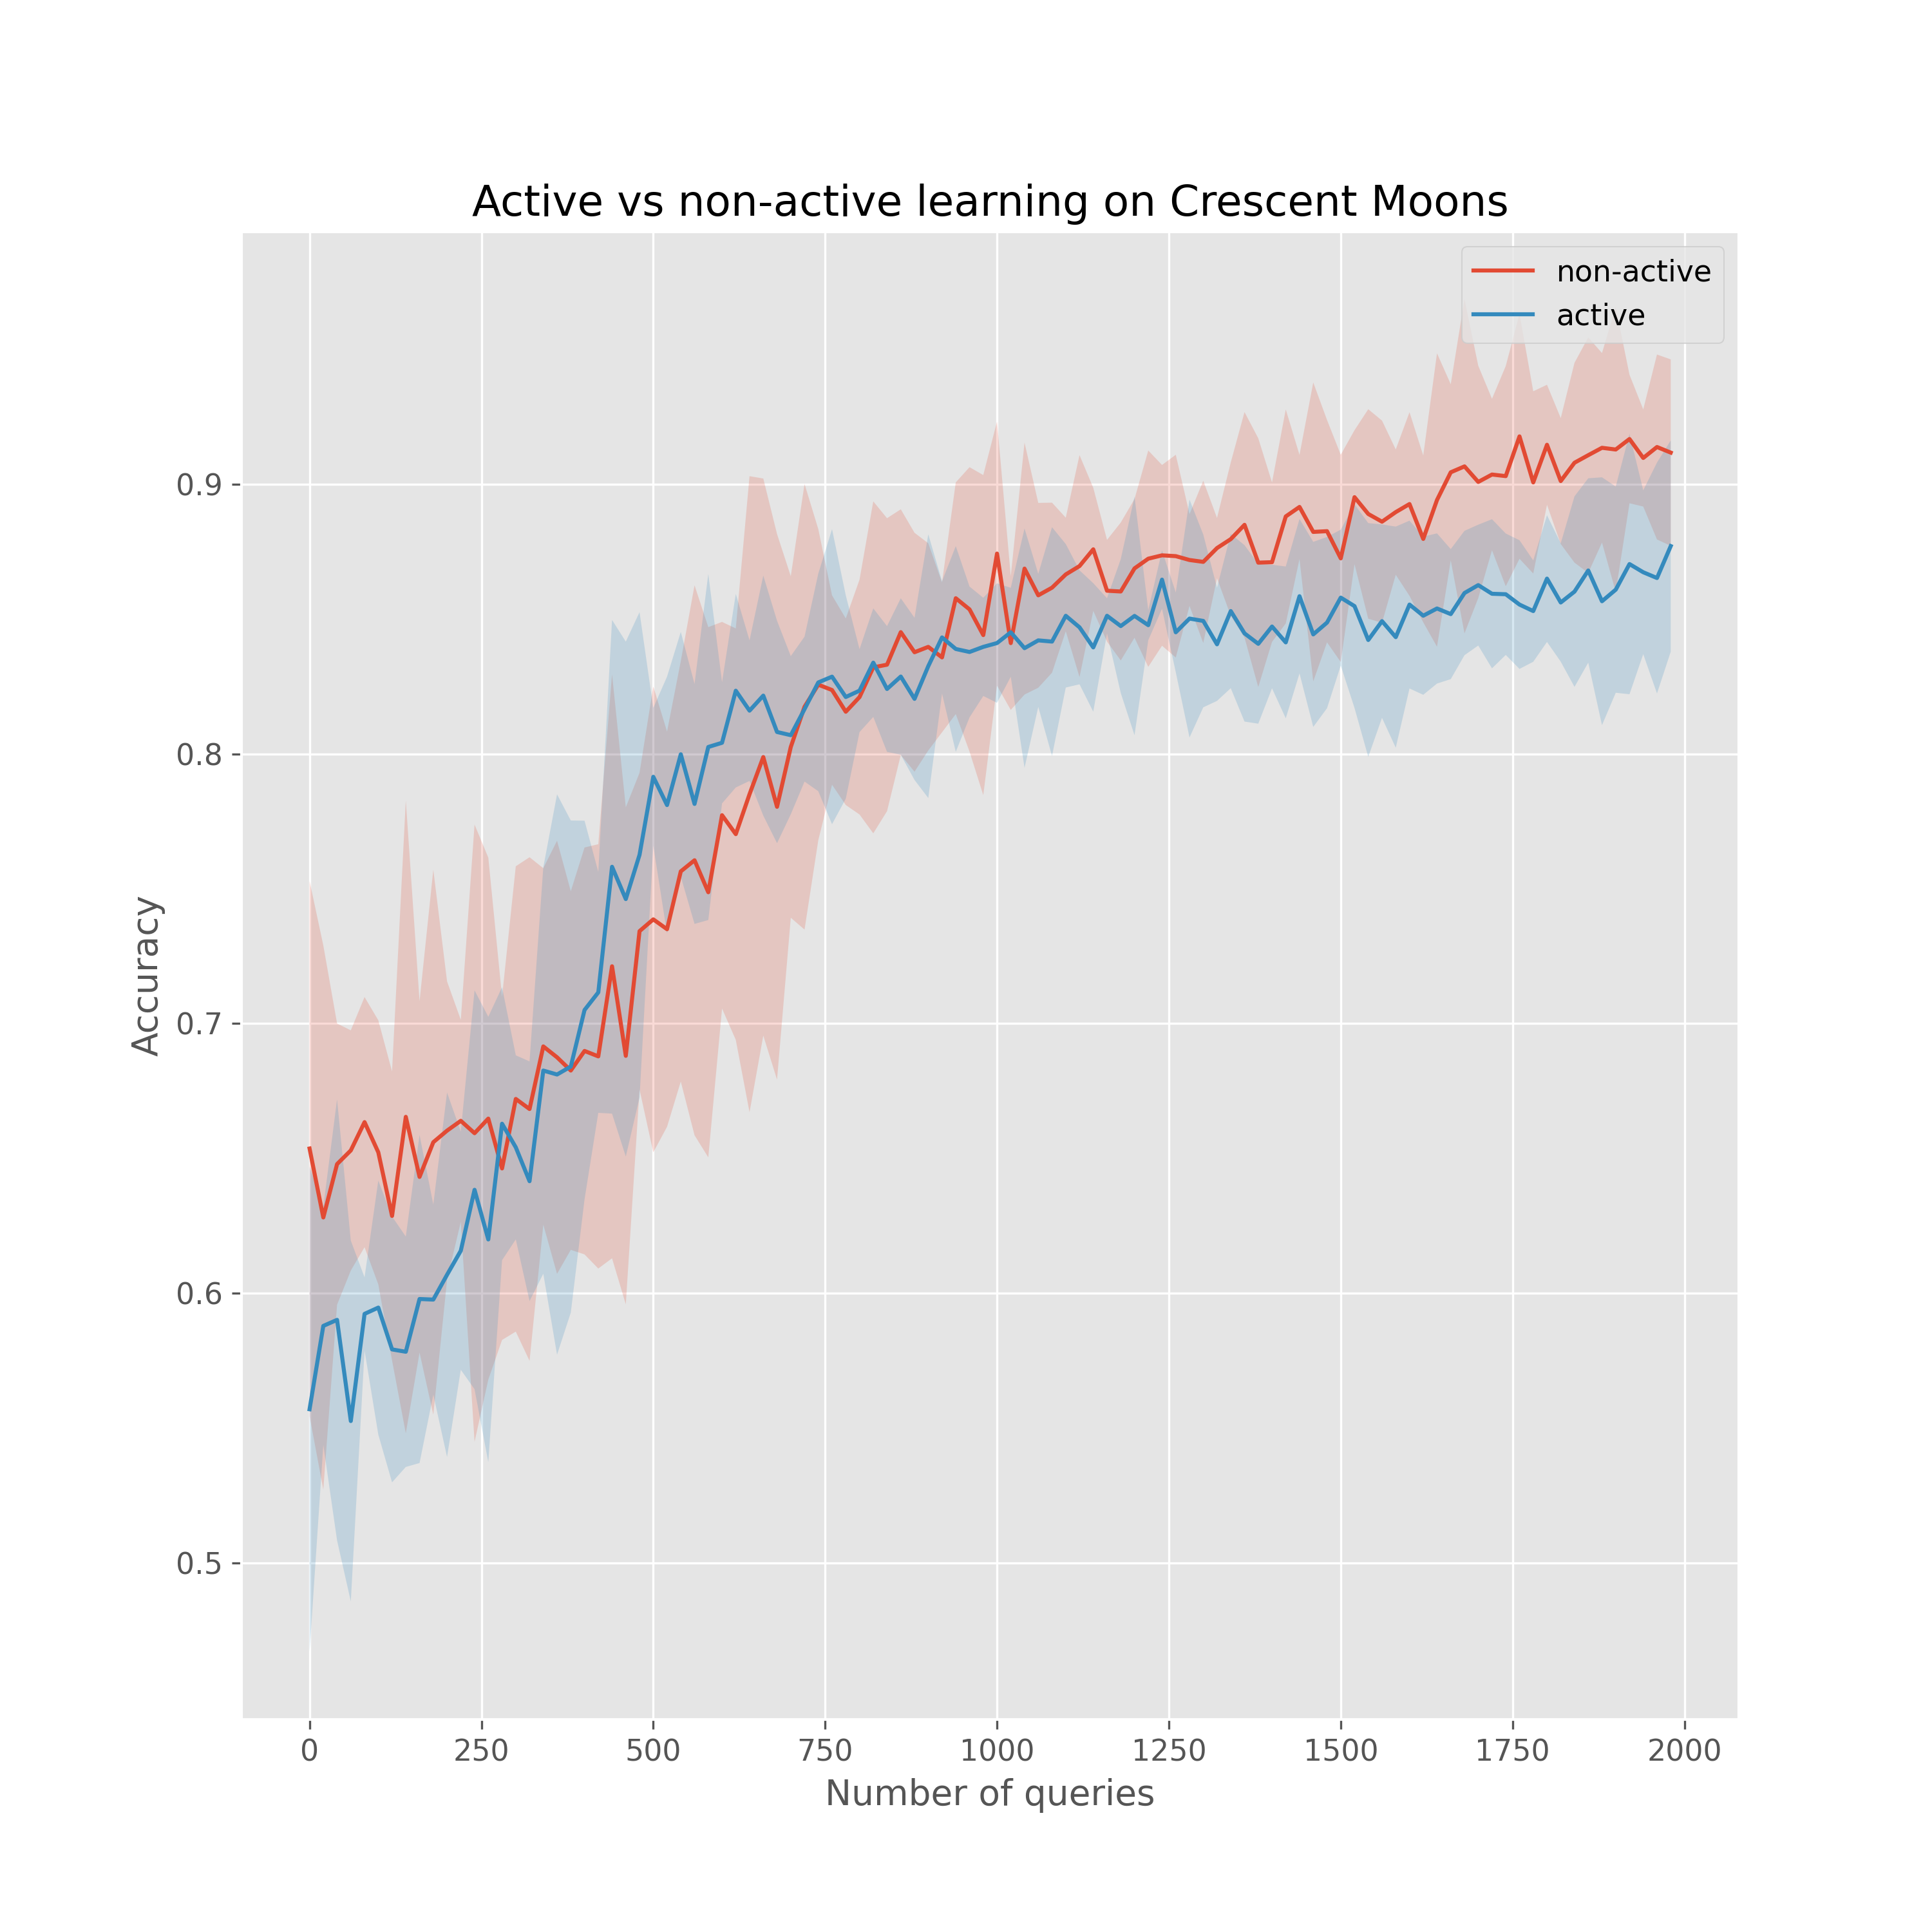 Active vs non-active learning on Crescent Moons
non-active
active
0.9
0.8
0.7
0.6
0.5
Accuracy
0 250 500 750 1000 1250 1500 1750 2000
Number of queries